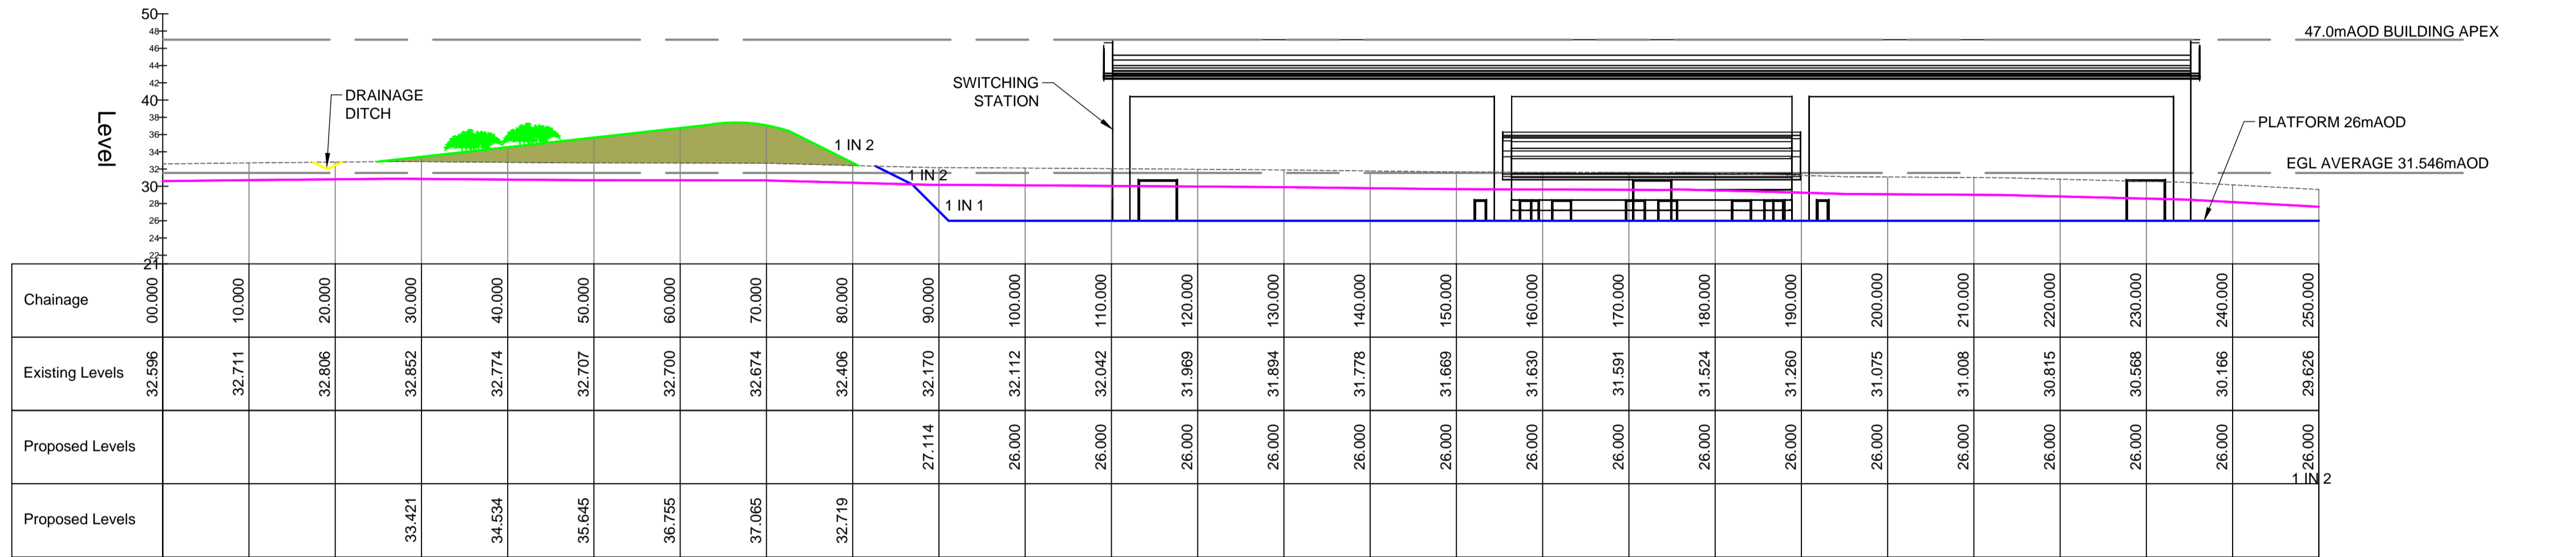 50
48
46
44
42
40
38
36
34
32
30
28
26
24
22
21
Level
47.0mAOD BUILDING APEX
SWITCHING
STATION
DRAINAGE
DITCH
PLATFORM 26mAOD
1 IN 2
EGL AVERAGE 31.546mAOD
1 IN 2
1 IN 1
Chainage 00.000 10.000 20.000 30.000 40.000 50.000 60.000 70.000 80.000 90.000 100.000 110.000 120.000 130.000 140.000 150.000 160.000 170.000 180.000 190.000 200.000 210.000 220.000 230.000 240.000 250.000
Existing Levels 32.596 32.711 32.806 32.852 32.774 32.707 32.700 32.674 32.406 32.170 32.112 32.042 31.969 31.894 31.778 31.669 31.630 31.591 31.524 31.260 31.075 31.008 30.815 30.568 30.166 29.626
Proposed Levels 27.114 26.000 26.000 26.000 26.000 26.000 26.000 26.000 26.000 26.000 26.000 26.000 26.000 26.000 26.000 26.000 26.000
1 IN 2
Proposed Levels 33.421 34.534 35.645 36.755 37.065 32.719